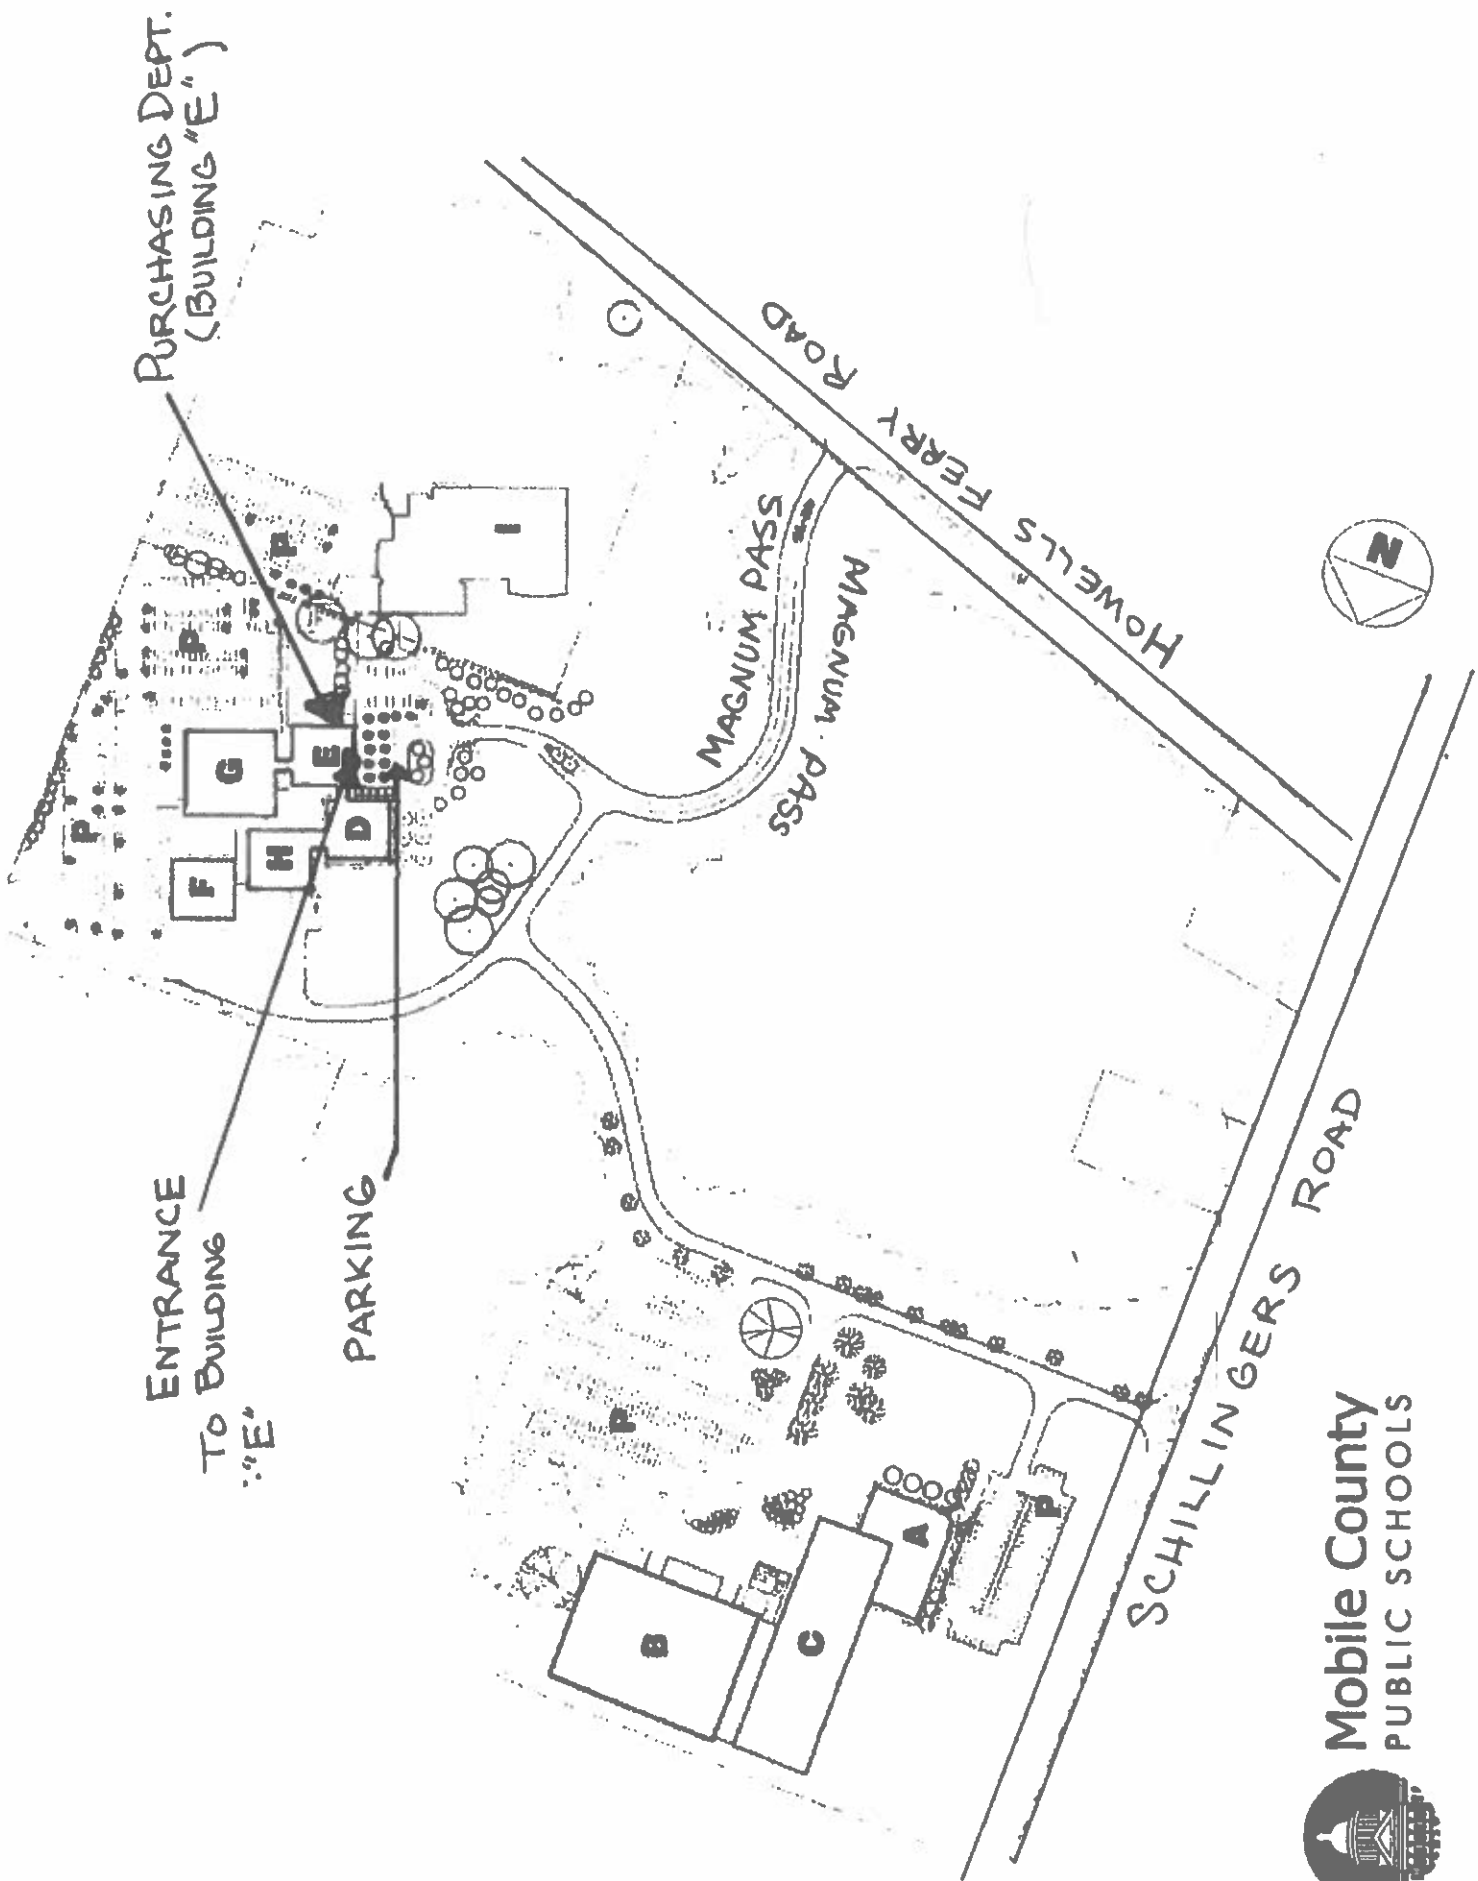 PURCHASING DEPT.
(BUILDING "E")
ENTRANCE
TO BUILDING
"E"
PARKING
P
P
P
G
E
F
H
D
I
MAGNUM PASS
MAGNUM PASS
HOWELLS FERRY ROAD
N
P
B
C
A
P
SCHILLINGERS ROAD
Mobile County
PUBLIC SCHOOLS